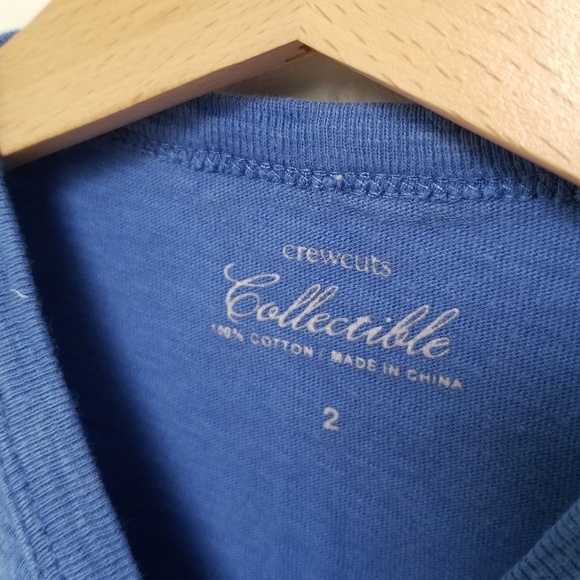 crewcuts
Collectible
100% COTTON / MADE IN CHINA
2